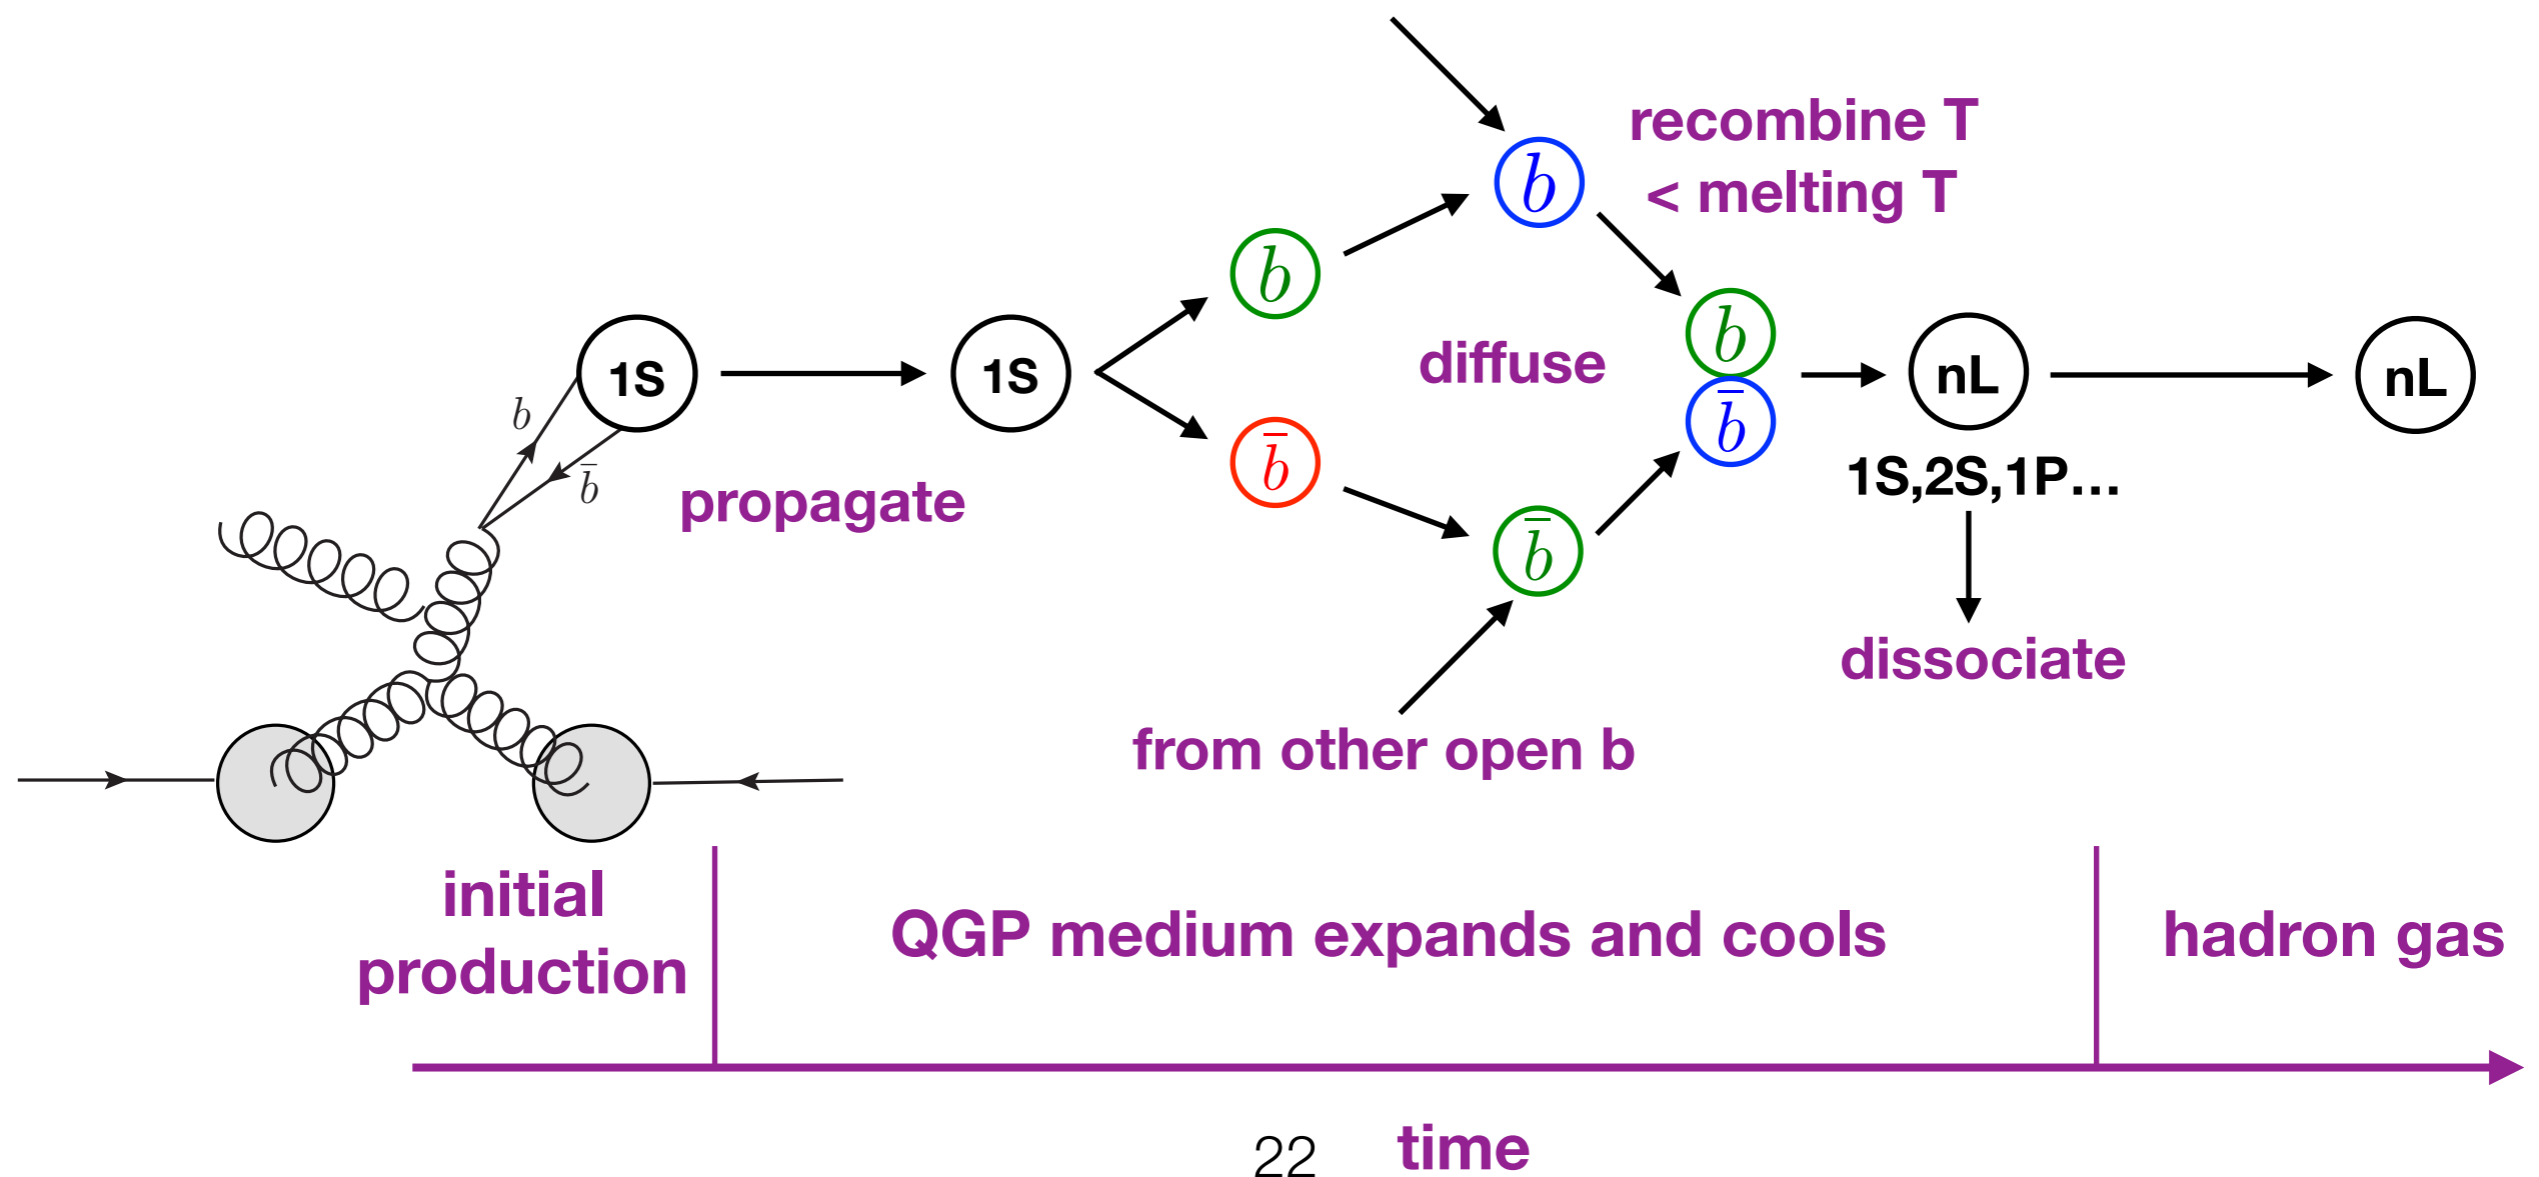 recombine T
< melting T
b
b
1S
1S
b
b̄
propagate
diffuse
b
b̄
b
b̄
b̄
nL
nL
1S,2S,1P...
dissociate
from other open b
initial
production
QGP medium expands and cools
hadron gas
time
22